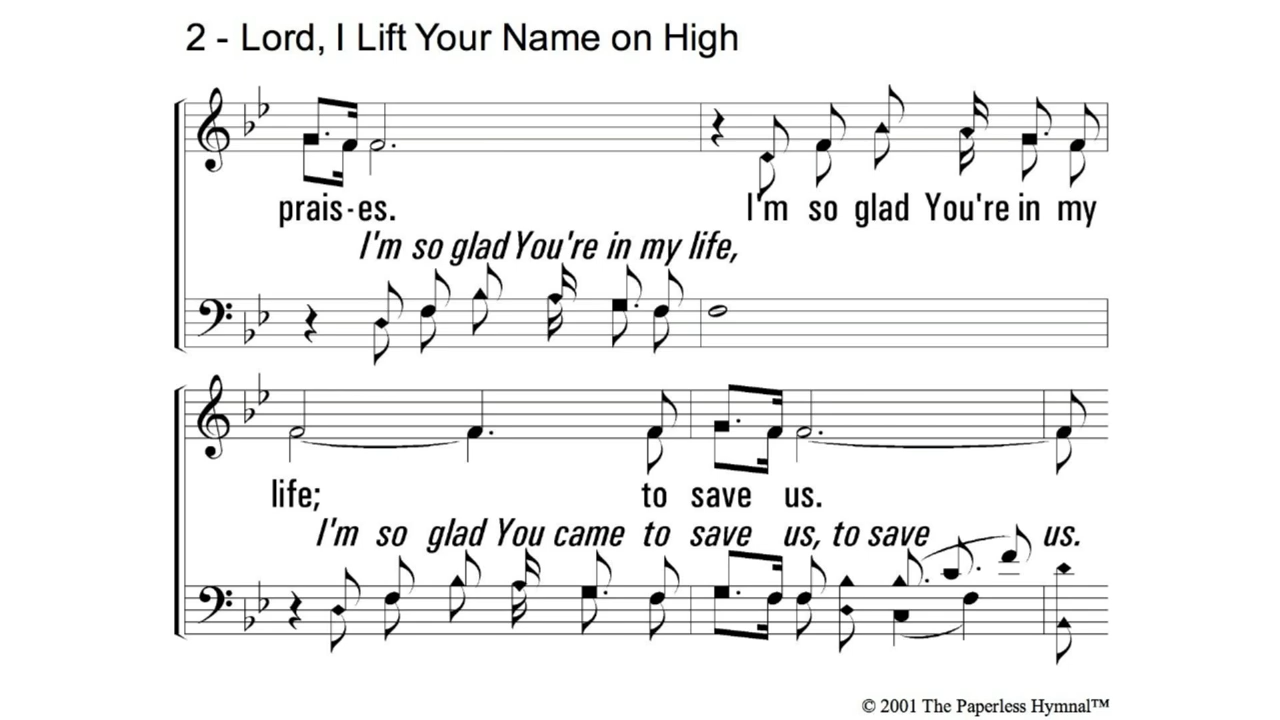 2 - Lord, I Lift Your Name on High
prais-es. I'm so glad You're in my
I'm so glad You're in my life,
life; to save us.
I'm so glad You came to save us, to save us.
© 2001 The Paperless Hymnal™